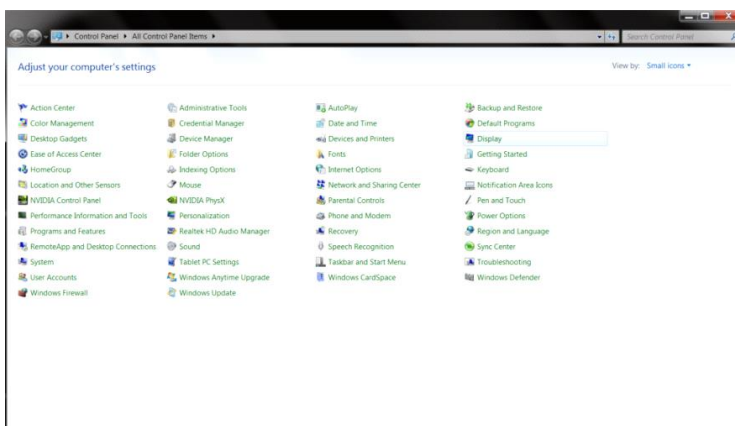 Control Panel ▸ All Control Panel Items ▸
Search Control Panel
Adjust your computer's settings
View by: Small icons
Action Center Administrative Tools AutoPlay Backup and Restore
Color Management Credential Manager Date and Time Default Programs
Desktop Gadgets Device Manager Devices and Printers Display
Ease of Access Center Folder Options Fonts Getting Started
HomeGroup Indexing Options Internet Options Keyboard
Location and Other Sensors Mouse Network and Sharing Center Notification Area Icons
NVIDIA Control Panel NVIDIA PhysX Parental Controls Pen and Touch
Performance Information and Tools Personalization Phone and Modem Power Options
Programs and Features Realtek HD Audio Manager Recovery Region and Language
RemoteApp and Desktop Connections Sound Speech Recognition Sync Center
System Tablet PC Settings Taskbar and Start Menu Troubleshooting
User Accounts Windows Anytime Upgrade Windows CardSpace Windows Defender
Windows Firewall Windows Update